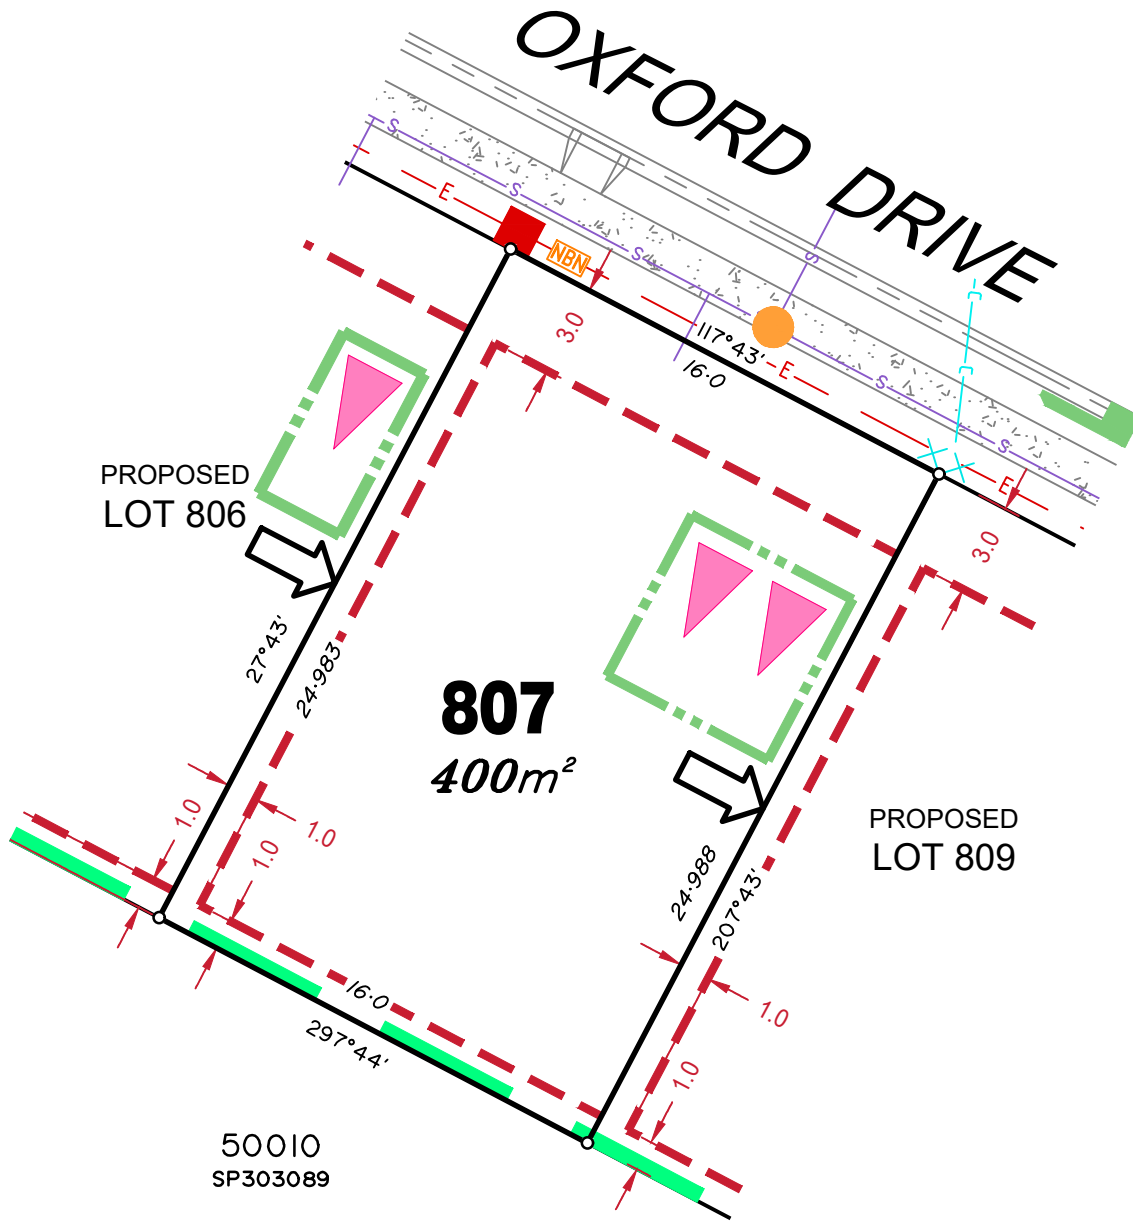 OXFORD DRIVE
S
E
S
NBN
S
S
3.0
117°43'
E
16·0
S
C
C
S
E
3.0
PROPOSED
LOT 806
27°43'
24·983
807
400m²
1.0
1.0
1.0
PROPOSED
LOT 809
24·988
207°43'
1.0
1.0
16·0
297°44'
50010
SP303089